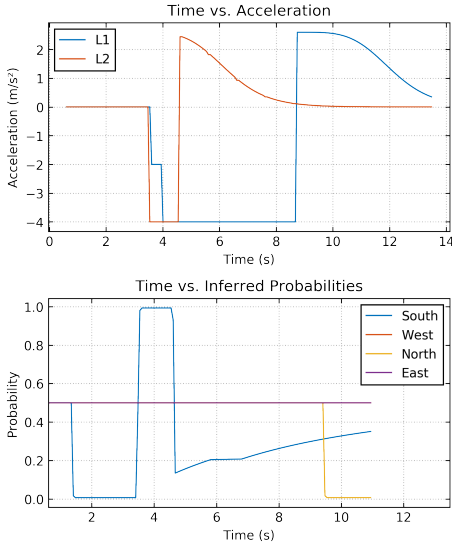 Time vs. Acceleration
L1
L2
Acceleration (m/s²)
2
1
0
−1
−2
−3
−4
0 2 4 6 8 10 12 14
Time (s)
Time vs. Inferred Probabilities
South
West
North
East
Probability
1.0
0.8
0.6
0.4
0.2
0.0
2 4 6 8 10 12
Time (s)